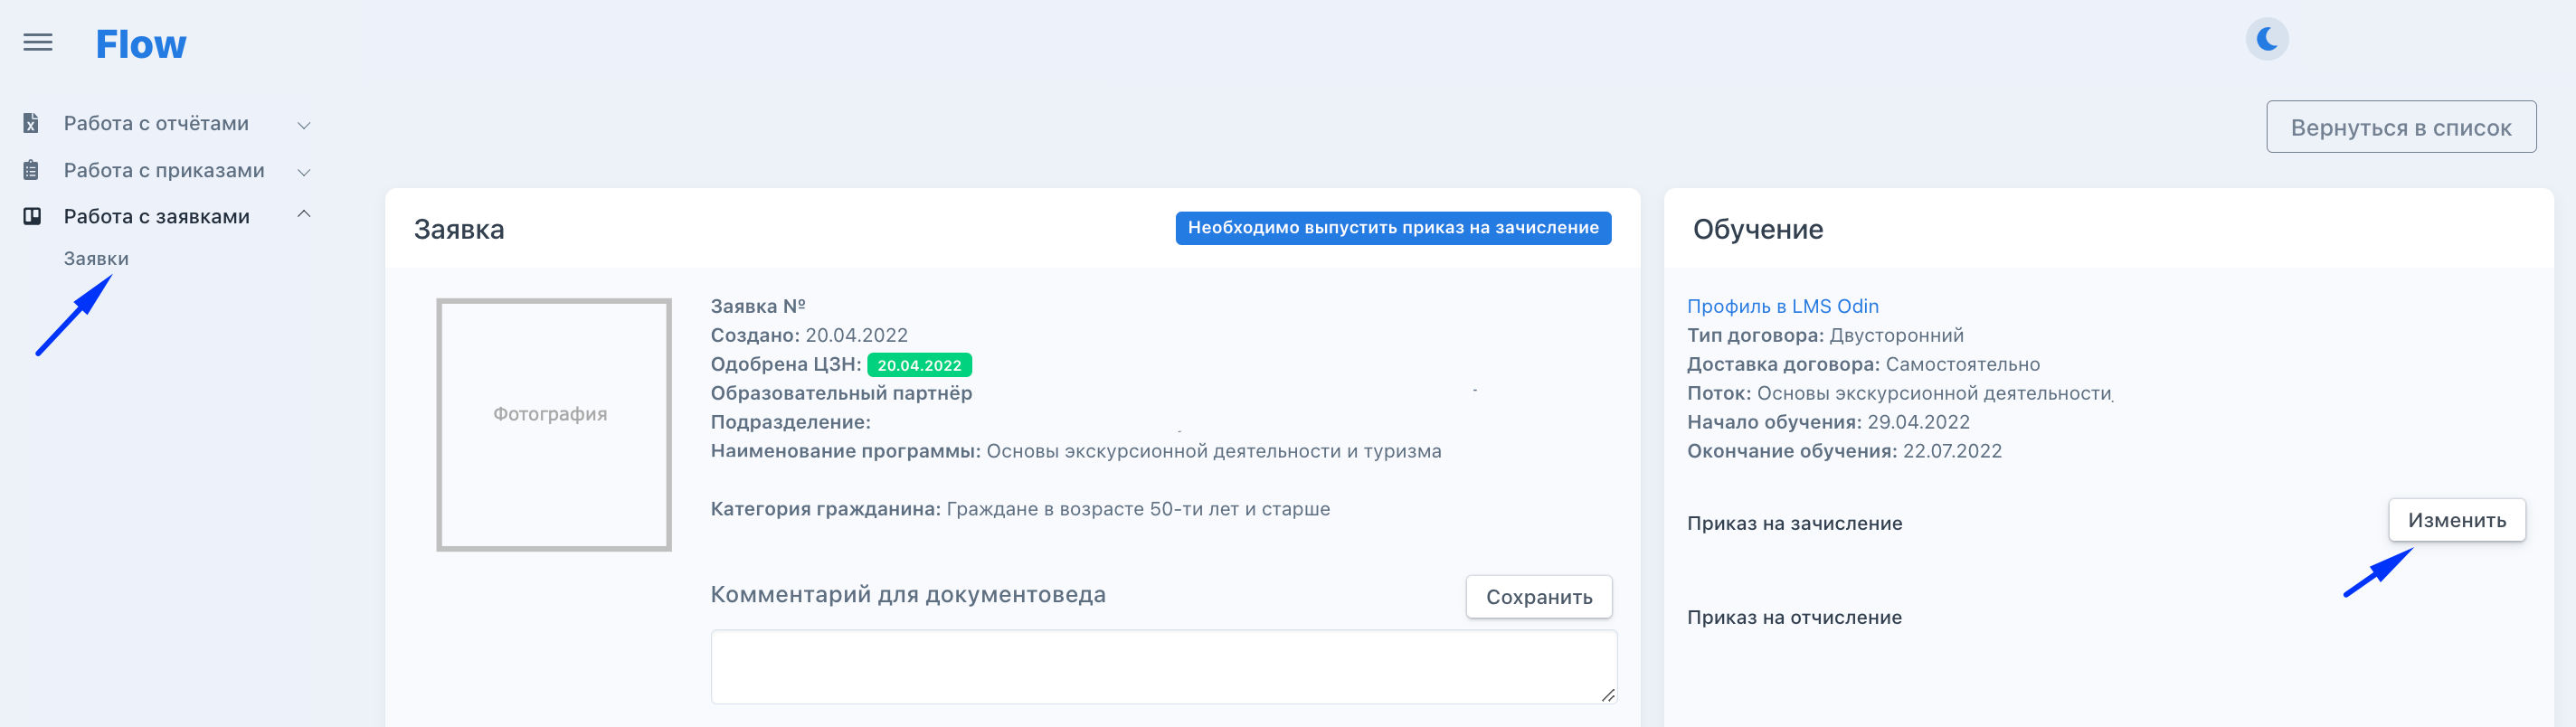 Flow
Работа с отчётами
Работа с приказами
Работа с заявками
Заявки
Вернуться в список
Заявка
Необходимо выпустить приказ на зачисление
Фотография
Заявка №
Создано: 20.04.2022
Одобрена ЦЗН: 20.04.2022
Образовательный партнёр
Подразделение:
Наименование программы: Основы экскурсионной деятельности и туризма
Категория гражданина: Граждане в возрасте 50-ти лет и старше
Комментарий для документоведа
Сохранить
Обучение
Профиль в LMS Odin
Тип договора: Двусторонний
Доставка договора: Самостоятельно
Поток: Основы экскурсионной деятельности
Начало обучения: 29.04.2022
Окончание обучения: 22.07.2022
Приказ на зачисление
Изменить
Приказ на отчисление